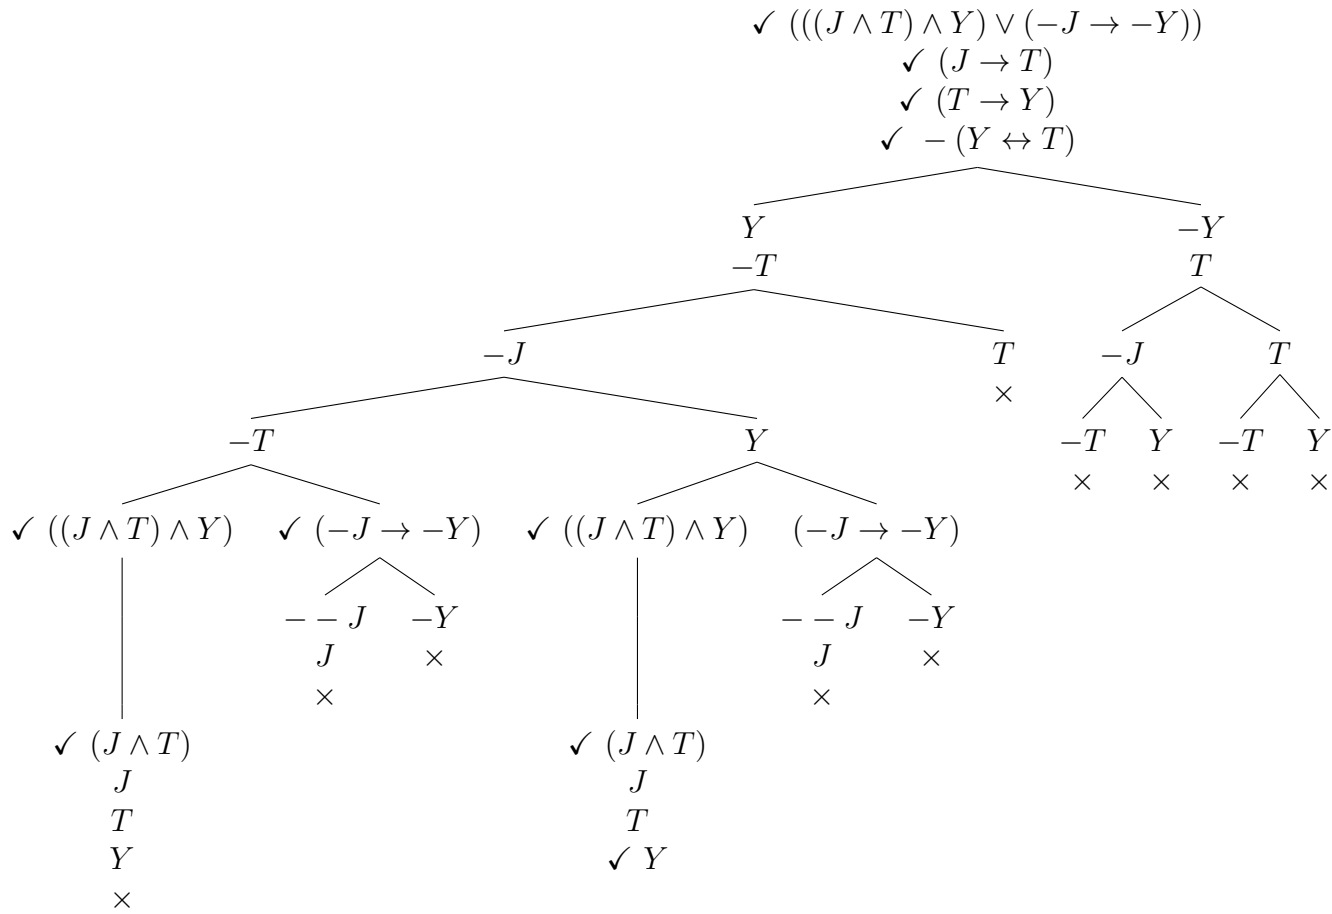 ✓ (((J ∧ T) ∧ Y) ∨ (−J → −Y))
✓ (J → T)
✓ (T → Y)
✓ − (Y ↔ T)
Y −Y
−T T
−J T −J T
×
−T Y −T Y −T Y
× × × ×
✓ ((J ∧ T) ∧ Y) ✓ (−J → −Y) ✓ ((J ∧ T) ∧ Y) (−J → −Y)
− − J −Y − − J −Y
J × J ×
× ×
✓ (J ∧ T) ✓ (J ∧ T)
J J
T T
Y ✓ Y
×